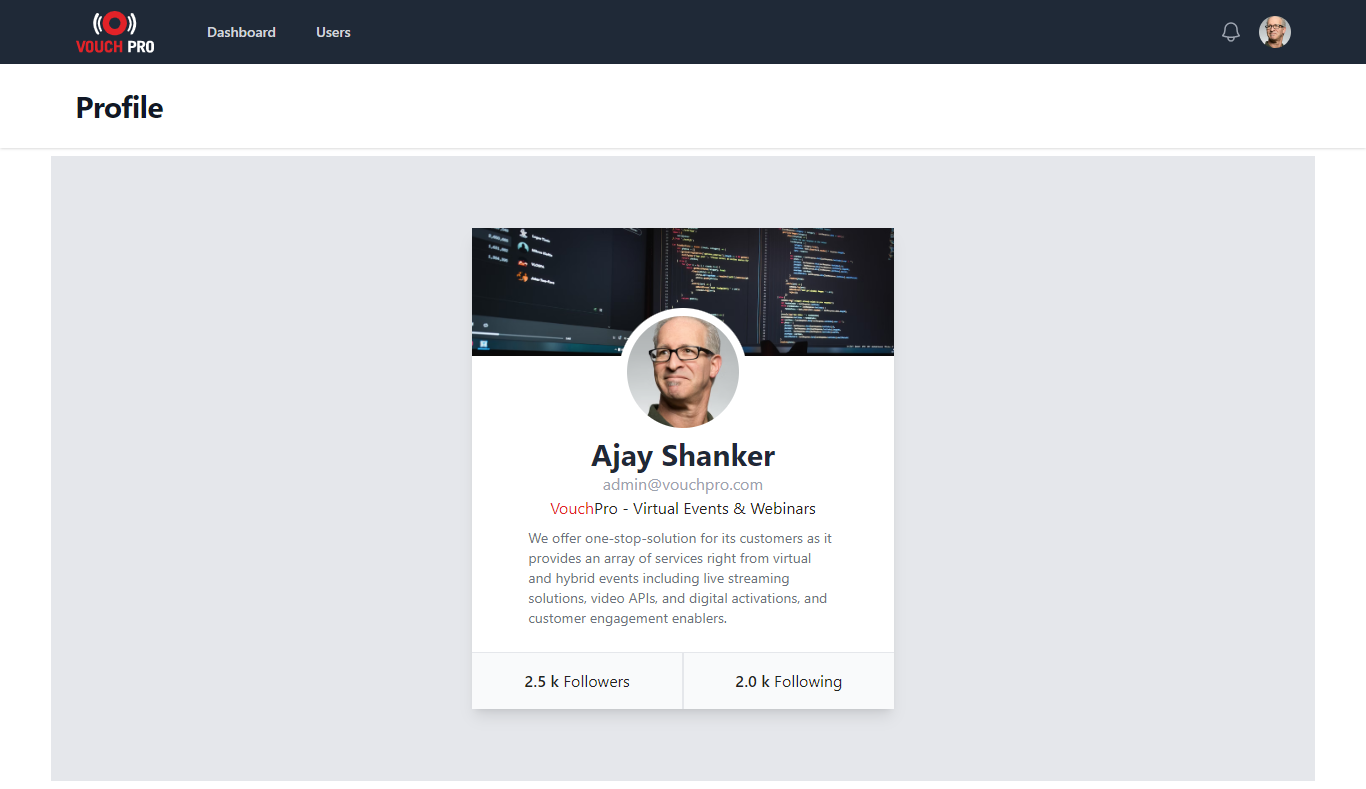 VOUCH PRO
Dashboard
Users
Profile
Ajay Shanker
admin@vouchpro.com
VouchPro - Virtual Events & Webinars
We offer one-stop-solution for its customers as it
provides an array of services right from virtual
and hybrid events including live streaming
solutions, video APIs, and digital activations, and
customer engagement enablers.
2.5 k Followers
2.0 k Following